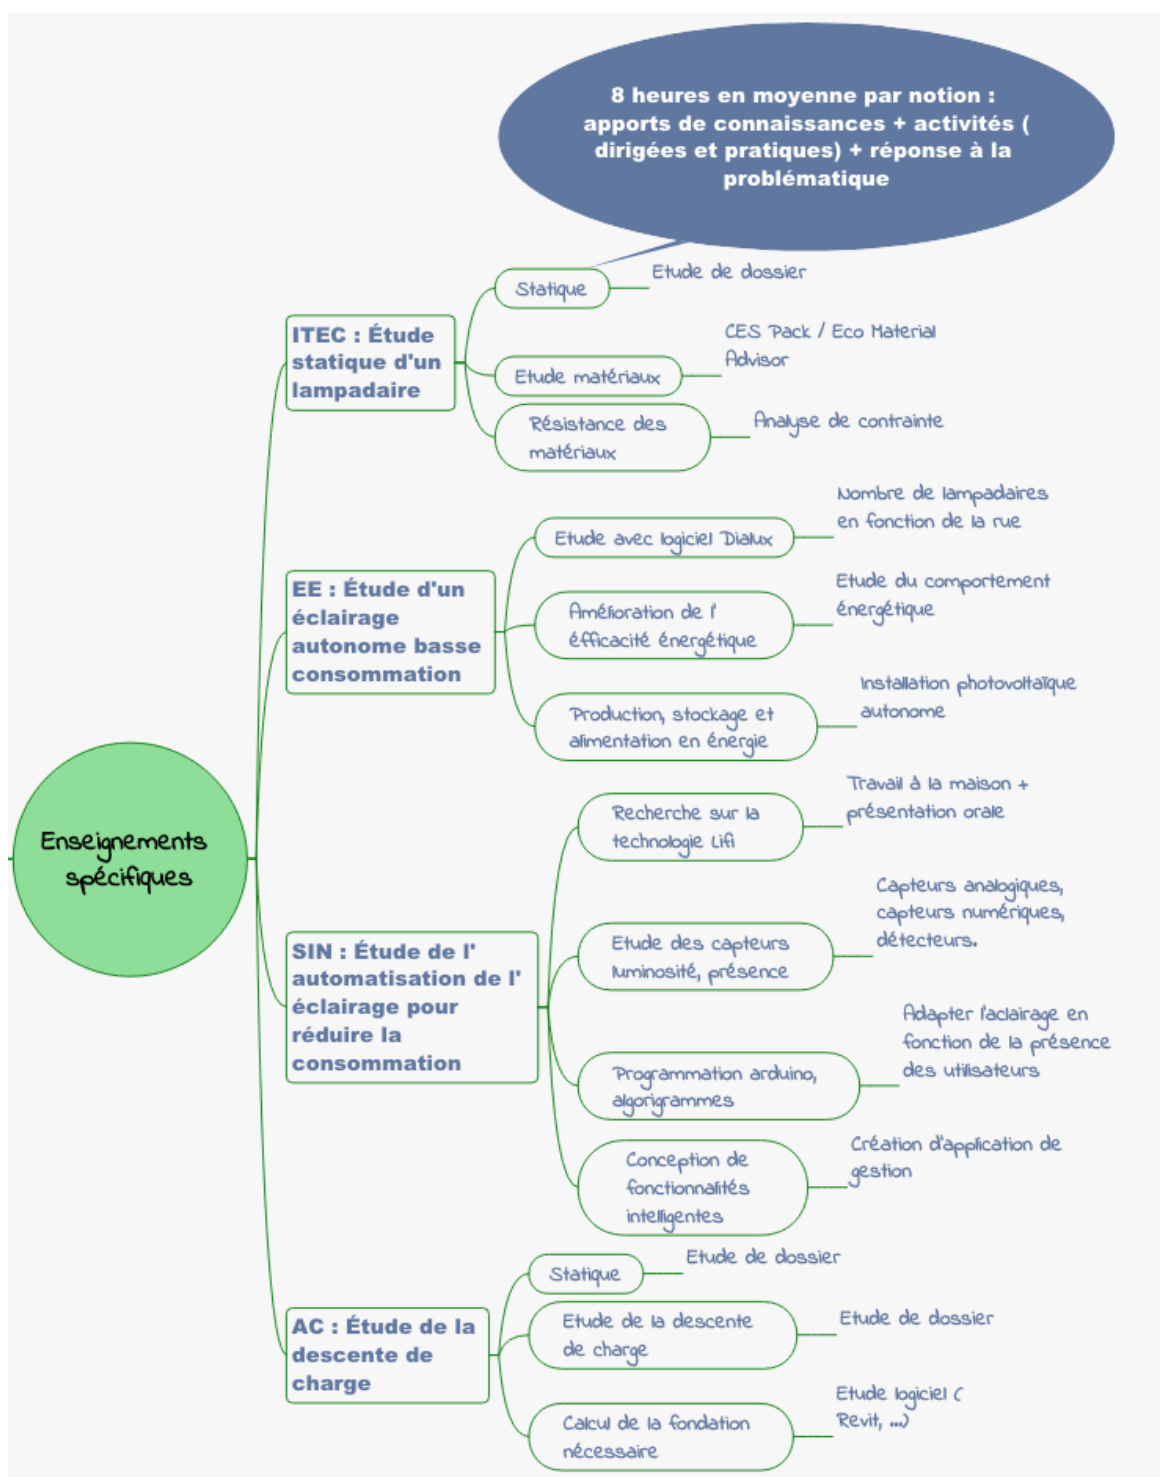 8 heures en moyenne par notion :
apports de connaissances + activités (
dirigées et pratiques) + réponse à la
problématique
Statique
Etude de dossier
ITEC : Étude
statique d'un
lampadaire
Etude matériaux
CES Pack / Eco Material
Advisor
Résistance des
matériaux
Analyse de contrainte
EE : Étude d'un
éclairage
autonome basse
consommation
Etude avec logiciel Dialux
Nombre de lampadaires
en fonction de la rue
Amélioration de l'
éfficacité énergétique
Etude du comportement
énergétique
Production, stockage et
alimentation en énergie
Installation photovoltaïque
autonome
Enseignements
spécifiques
SIN : Étude de l'
automatisation de l'
éclairage pour
réduire la
consommation
Recherche sur la
technologie Lifi
Travail à la maison +
présentation orale
Etude des capteurs
luminosité, présence
Capteurs analogiques,
capteurs numériques,
détecteurs.
Programmation arduino,
algorigrammes
Adapter l'aclairage en
fonction de la présence
des utilisateurs
Conception de
fonctionnalités
intelligentes
Création d'application de
gestion
AC : Étude de la
descente de
charge
Statique
Etude de dossier
Etude de la descente
de charge
Etude de dossier
Calcul de la fondation
nécessaire
Etude logiciel (
Revit, ...)